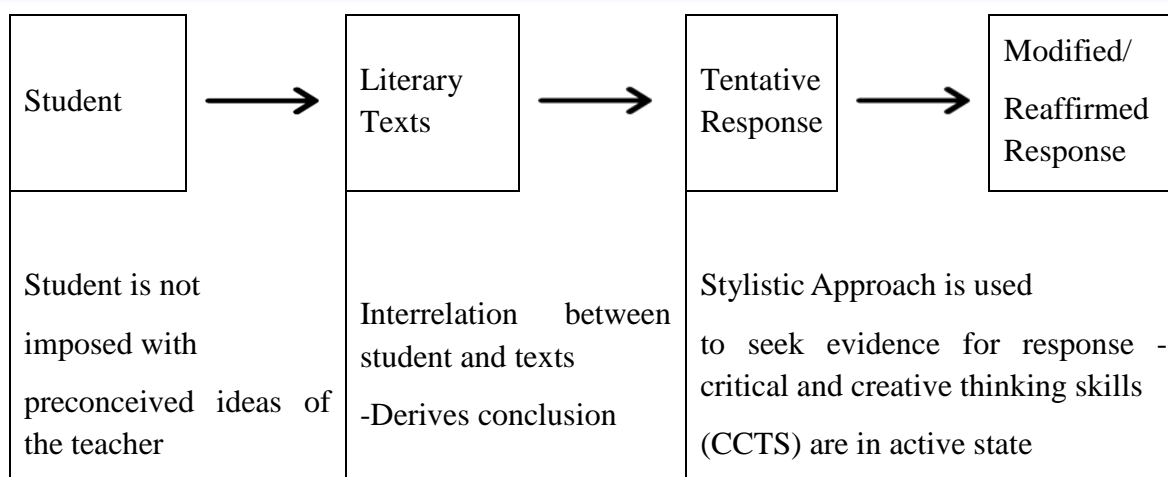 Student
Literary
Texts
Tentative
Response
Modified/
Reaffirmed
Response
Student is not
imposed with
preconceived ideas of
the teacher
Interrelation between
student and texts
-Derives conclusion
Stylistic Approach is used
to seek evidence for response -
critical and creative thinking skills
(CCTS) are in active state